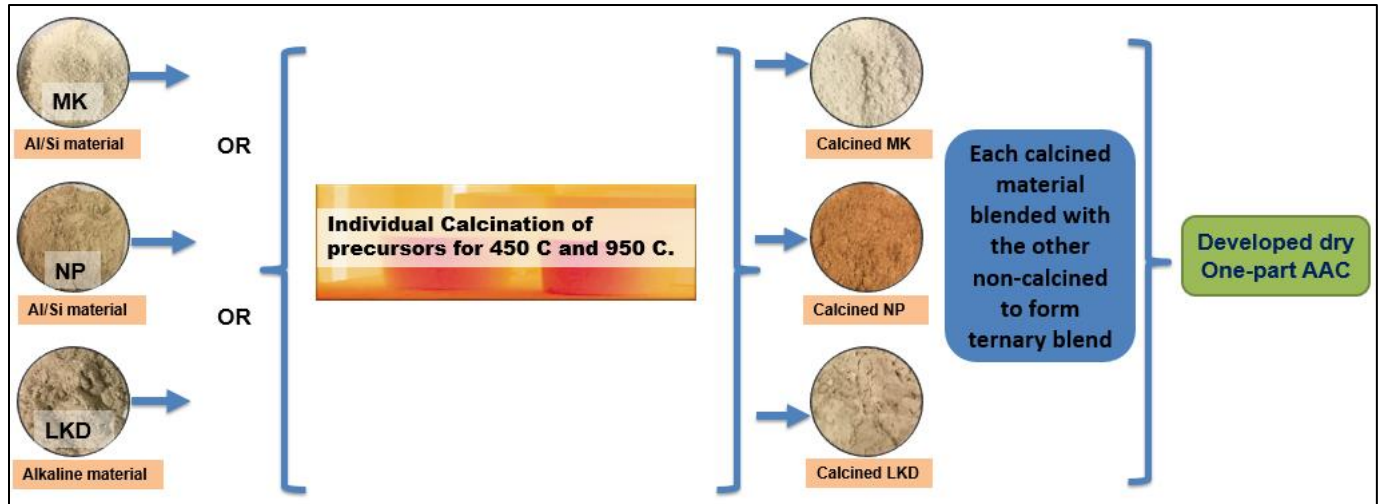 MK
Al/Si material
OR
NP
Al/Si material
OR
LKD
Alkaline material
Individual Calcination of
precursors for 450 C and 950 C.
Calcined MK
Calcined NP
Calcined LKD
Each calcined
material
blended with
the other
non-calcined
to form
ternary blend
Developed dry
One-part AAC